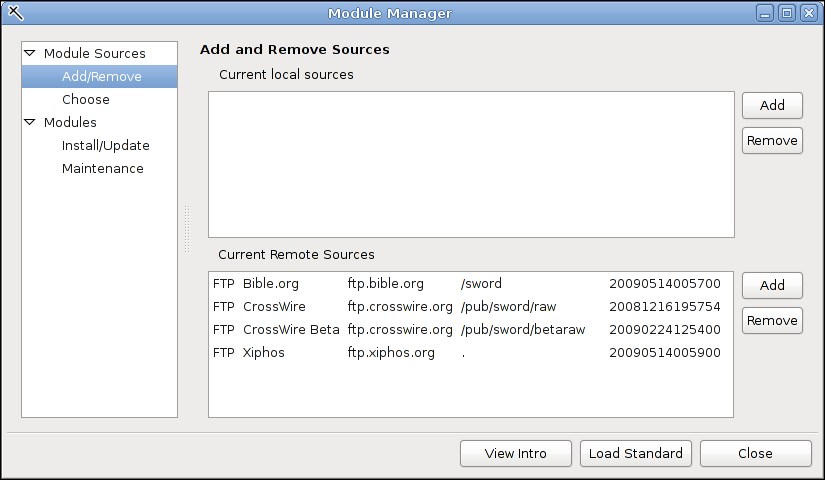 Module Manager
Module Sources
Add/Remove
Choose
Modules
Install/Update
Maintenance
Add and Remove Sources
Current local sources
Add
Remove
Current Remote Sources
FTP Bible.org ftp.bible.org /sword 20090514005700
FTP CrossWire ftp.crosswire.org /pub/sword/raw 20081216195754
FTP CrossWire Beta ftp.crosswire.org /pub/sword/betaraw 20090224125400
FTP Xiphos ftp.xiphos.org . 20090514005900
Add
Remove
View Intro Load Standard Close